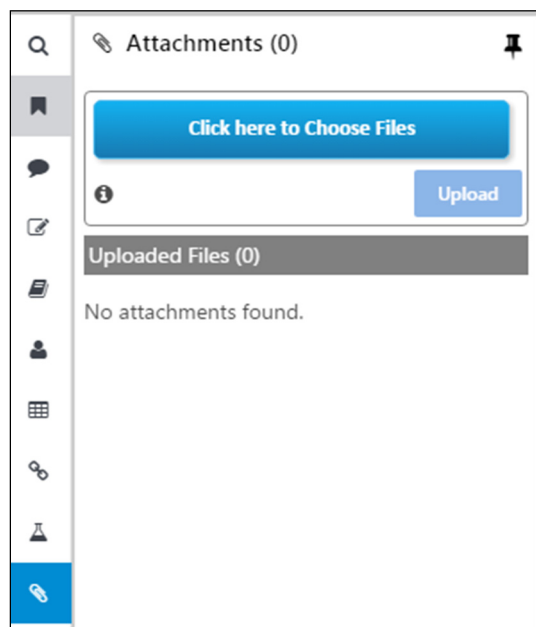 Attachments (0)
Click here to Choose Files
Upload
Uploaded Files (0)
No attachments found.